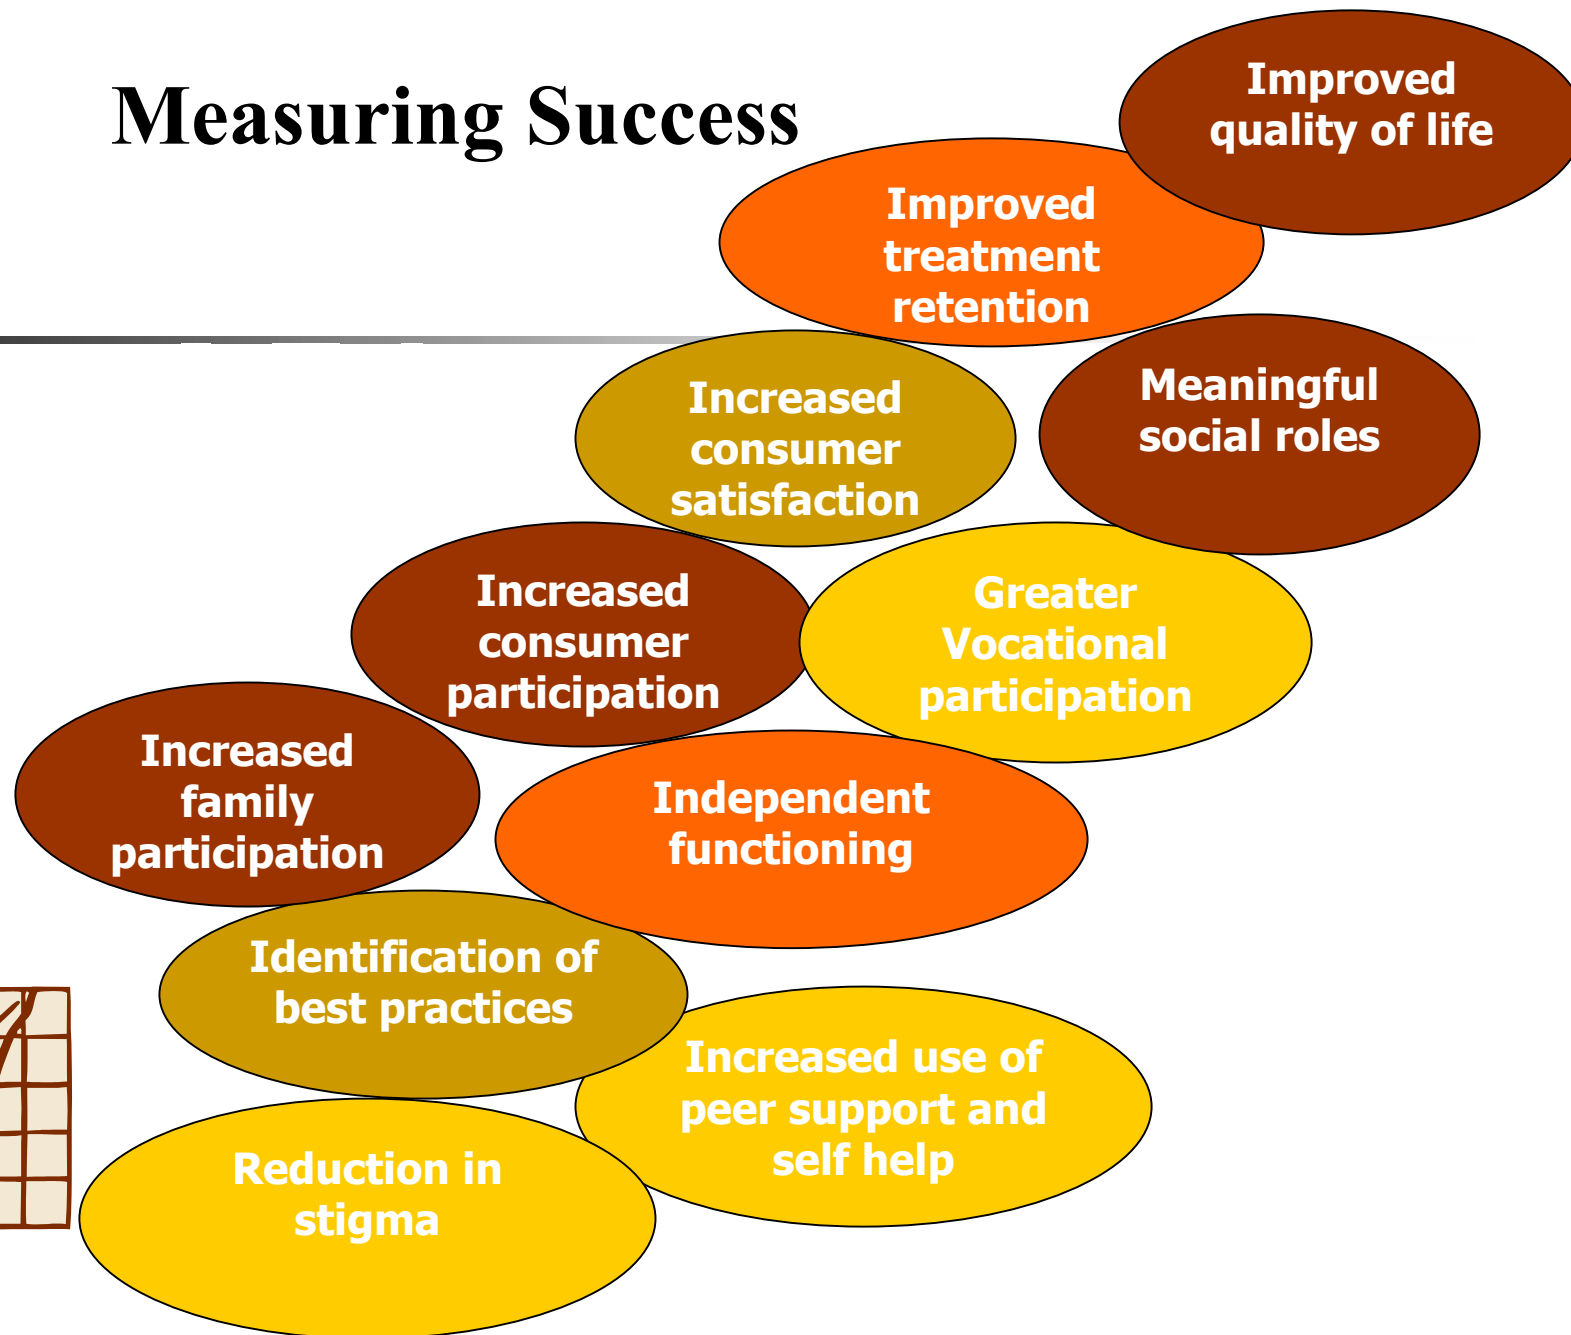 Measuring Success
Improved
quality of life
Improved
treatment
retention
Increased
consumer
satisfaction
Meaningful
social roles
Increased
consumer
participation
Greater
Vocational
participation
Increased
family
participation
Independent
functioning
Identification of
best practices
Increased use of
peer support and
self help
Reduction in
stigma